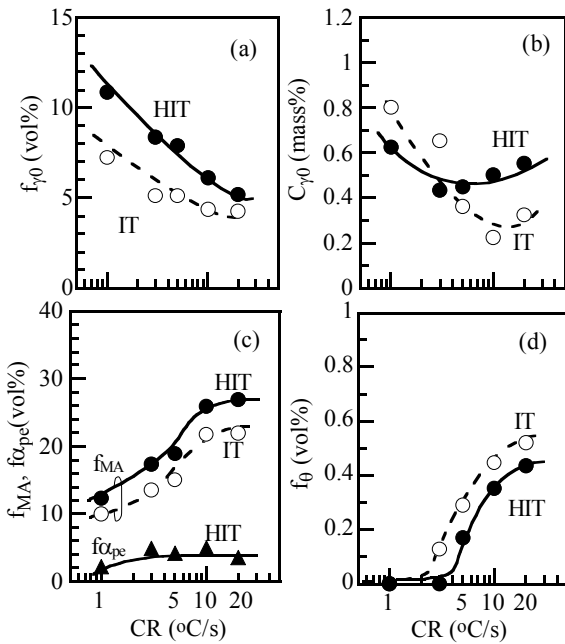 (a)
15
10
5
0
fγ0 (vol%)
HIT
IT
(b)
1.2
1
0.8
0.6
0.4
0.2
0
Cγ0 (mass%)
HIT
IT
(c)
40
30
20
10
0
fMA, fαpe(vol%)
HIT
IT
fMA
HIT
fαpe
1 5 10 20
CR (oC/s)
(d)
1
0.8
0.6
0.4
0.2
0
fθ (vol%)
IT
HIT
1 5 10 20
CR (oC/s)